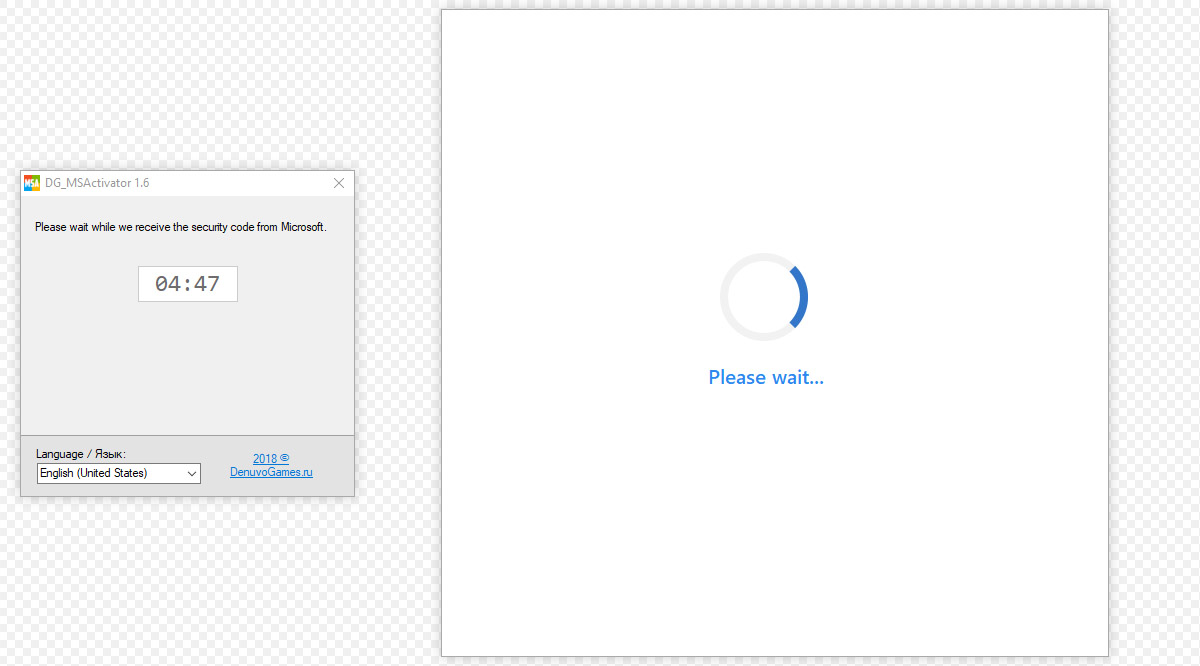 MSA DG_MSActivator 1.6
Please wait while we receive the security code from Microsoft.
04:47
Language / Язык:
English (United States)
2018 ©
DenuvoGames.ru
Please wait...